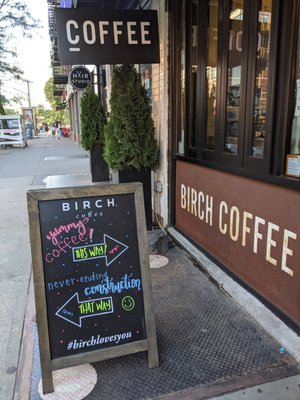 COFFEE
HAIR
STUDIO
BIRCH
coffee
yummy
coffee!
THIS WAY!
never-ending
construction
THAT WAY!
#birchlovesyou
BIRCH COFFEE